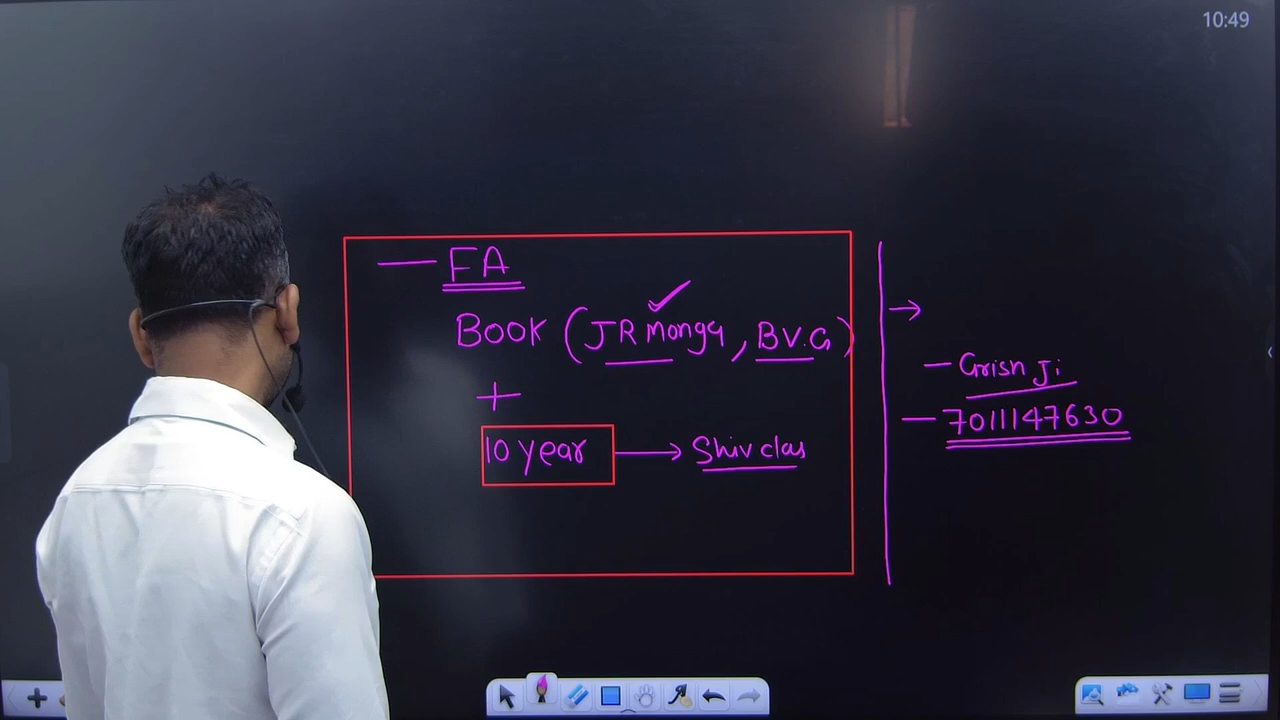 10:49
— FA
Book (JR Monga, B.V.G)
+
10 year → Shiv clas
→
— Grish Ji
— 7011147630